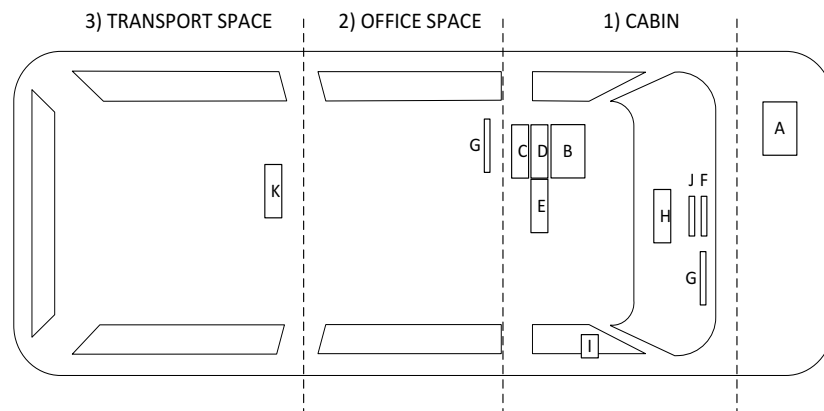 3) TRANSPORT SPACE 2) OFFICE SPACE 1) CABIN
A
G C D B
K J F
E H
G
I